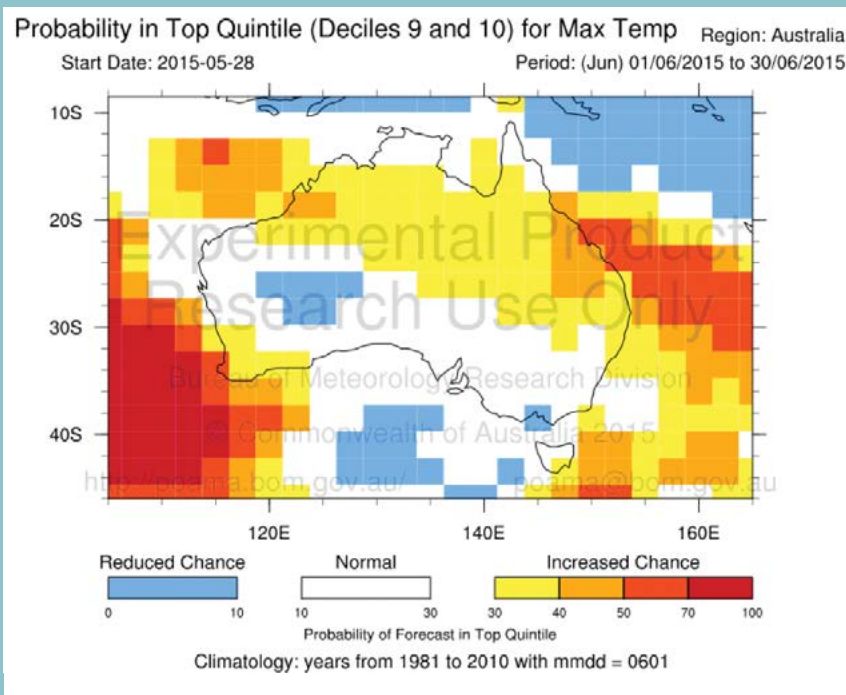 Probability in Top Quintile (Deciles 9 and 10) for Max Temp
Region: Australia
Start Date: 2015-05-28
Period: (Jun) 01/06/2015 to 30/06/2015
10S
20S
Experimental Product
Research Use Only
30S
Bureau of Meteorology Research Division
40S
© Commonwealth of Australia 2015
http://poama.bom.gov.au/
poama@bom.gov.au
120E
140E
160E
Reduced Chance
Normal
Increased Chance
0
10
10
30
30
40
50
70
100
Probability of Forecast in Top Quintile
Climatology: years from 1981 to 2010 with mmdd = 0601